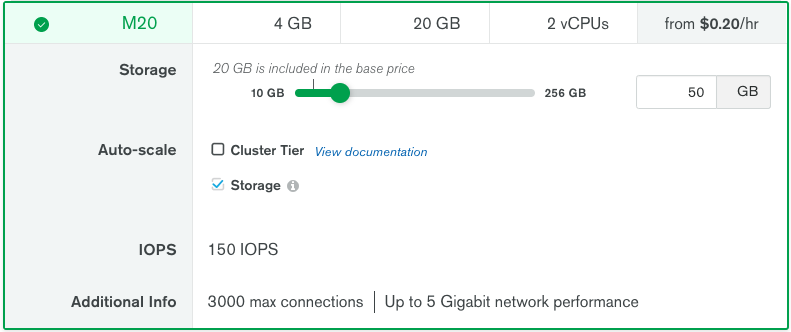 M20 4 GB 20 GB 2 vCPUs from $0.20/hr
Storage 20 GB is included in the base price
10 GB 256 GB 50 GB
Auto-scale Cluster Tier View documentation
Storage
IOPS 150 IOPS
Additional Info 3000 max connections Up to 5 Gigabit network performance